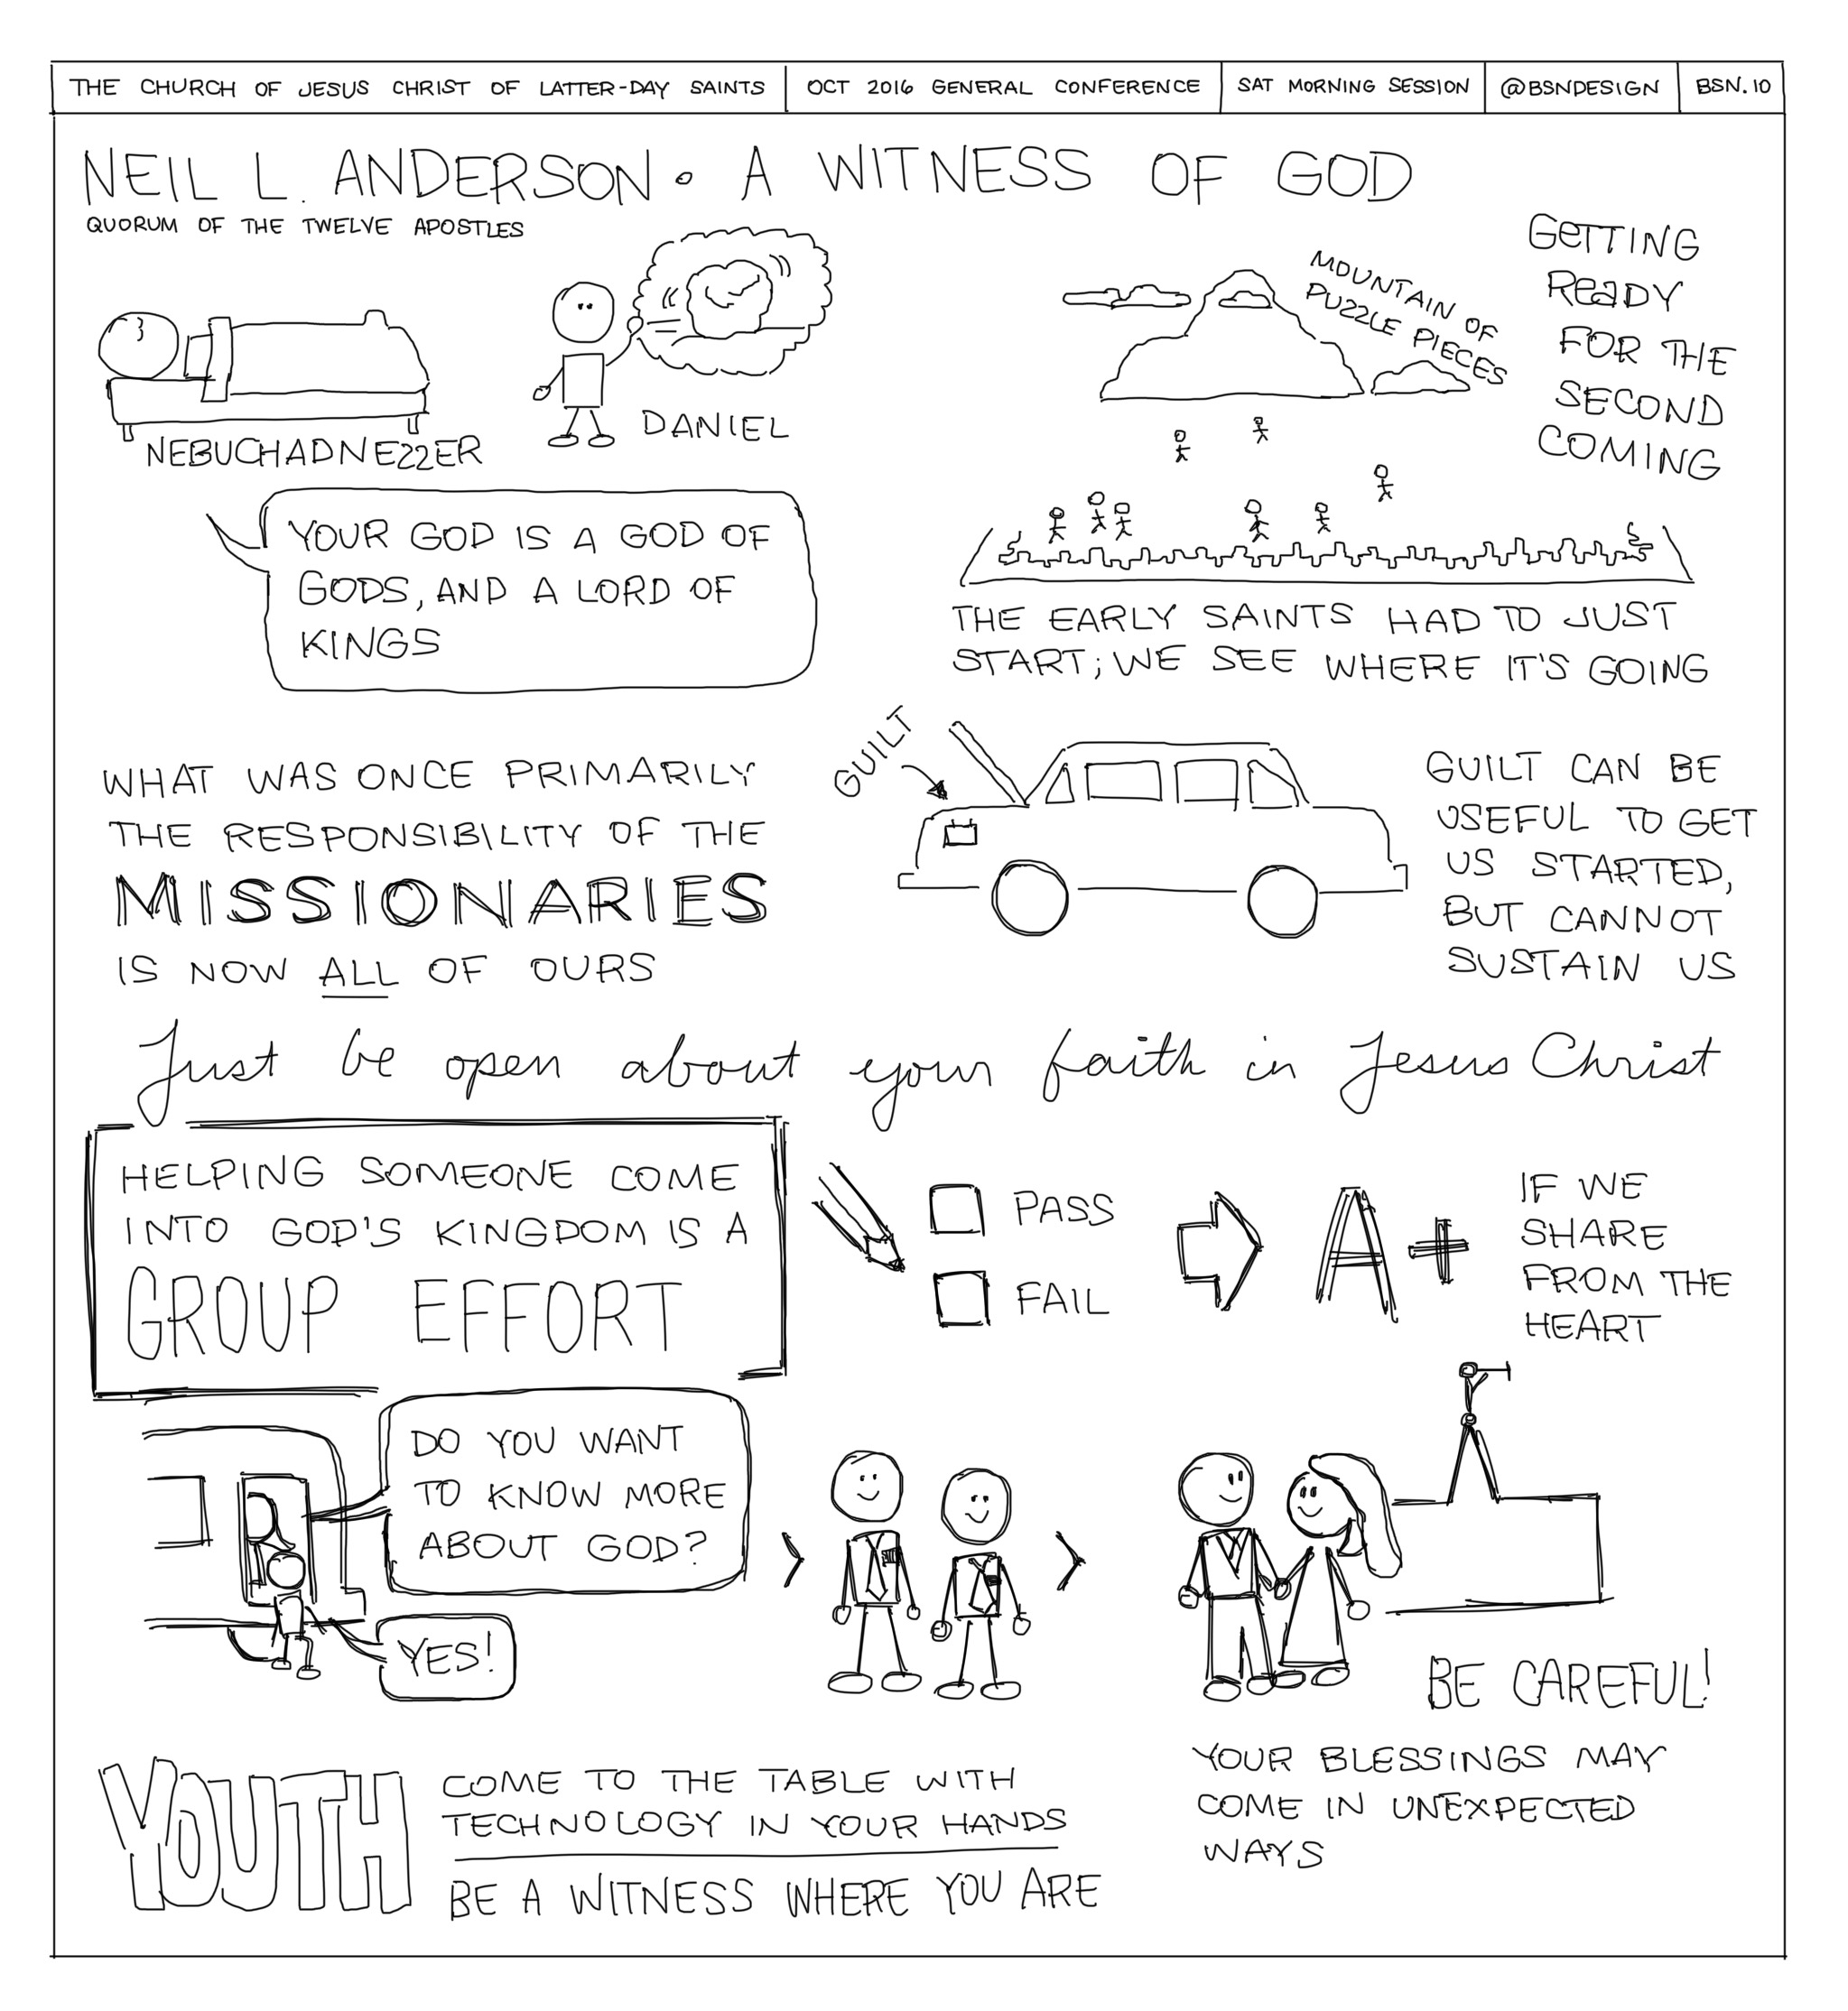 THE CHURCH OF JESUS CHRIST OF LATTER-DAY SAINTS
OCT 2016 GENERAL CONFERENCE
SAT MORNING SESSION
@BSNDESIGN
BSN.10
NEIL L. ANDERSON • A WITNESS OF GOD
QUORUM OF THE TWELVE APOSTLES
NEBUCHADNEZZER
DANIEL
YOUR GOD IS A GOD OF
GODS, AND A LORD OF
KINGS
MOUNTAIN OF
PUZZLE PIECES
GETTING
READY
FOR THE
SECOND
COMING
THE EARLY SAINTS HAD TO JUST
START; WE SEE WHERE IT'S GOING
WHAT WAS ONCE PRIMARILY
THE RESPONSIBILITY OF THE
MISSIONARIES
IS NOW ALL OF OURS
GUILT
GUILT CAN BE
USEFUL TO GET
US STARTED,
BUT CANNOT
SUSTAIN US
Just be open about your faith in Jesus Christ
HELPING SOMEONE COME
INTO GOD'S KINGDOM IS A
GROUP EFFORT
PASS
FAIL
A+
IF WE
SHARE
FROM THE
HEART
DO YOU WANT
TO KNOW MORE
ABOUT GOD?
YES!
BE CAREFUL!
YOUR BLESSINGS MAY
COME IN UNEXPECTED
WAYS
YOUTH
COME TO THE TABLE WITH
TECHNOLOGY IN YOUR HANDS
BE A WITNESS WHERE YOU ARE